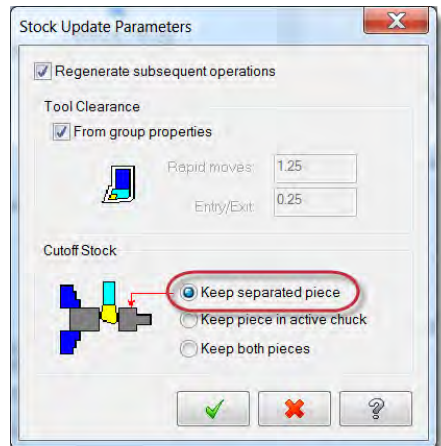 Stock Update Parameters
Regenerate subsequent operations
Tool Clearance
From group properties
Rapid moves: 1.25
Entry/Exit: 0.25
Cutoff Stock
Keep separated piece
Keep piece in active chuck
Keep both pieces
?